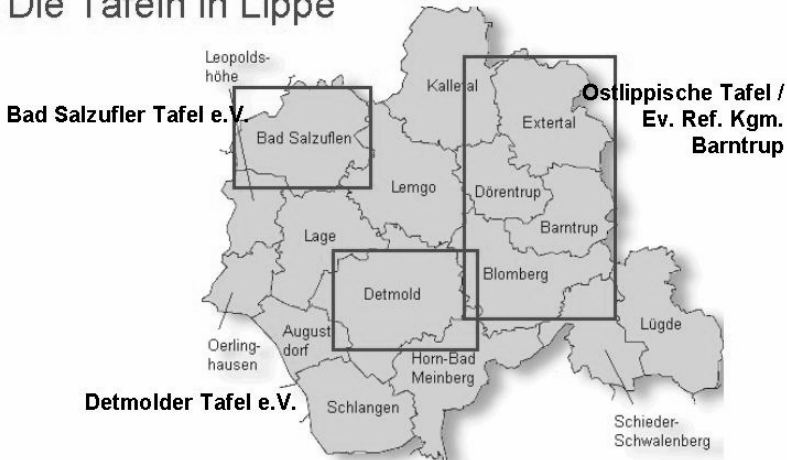 Die Tafeln in Lippe
Leopolds-
höhe
Kalletal
Ostlippische Tafel /
Ev. Ref. Kgm.
Barntrup
Bad Salzufler Tafel e.V.
Bad Salzuflen
Extertal
Lemgo
Dörentrup
Barntrup
Lage
Blomberg
Detmold
Lügde
August
dorf
Oerling-
hausen
Horn-Bad
Meinberg
Detmolder Tafel e.V.
Schlangen
Schieder-
Schwalenberg